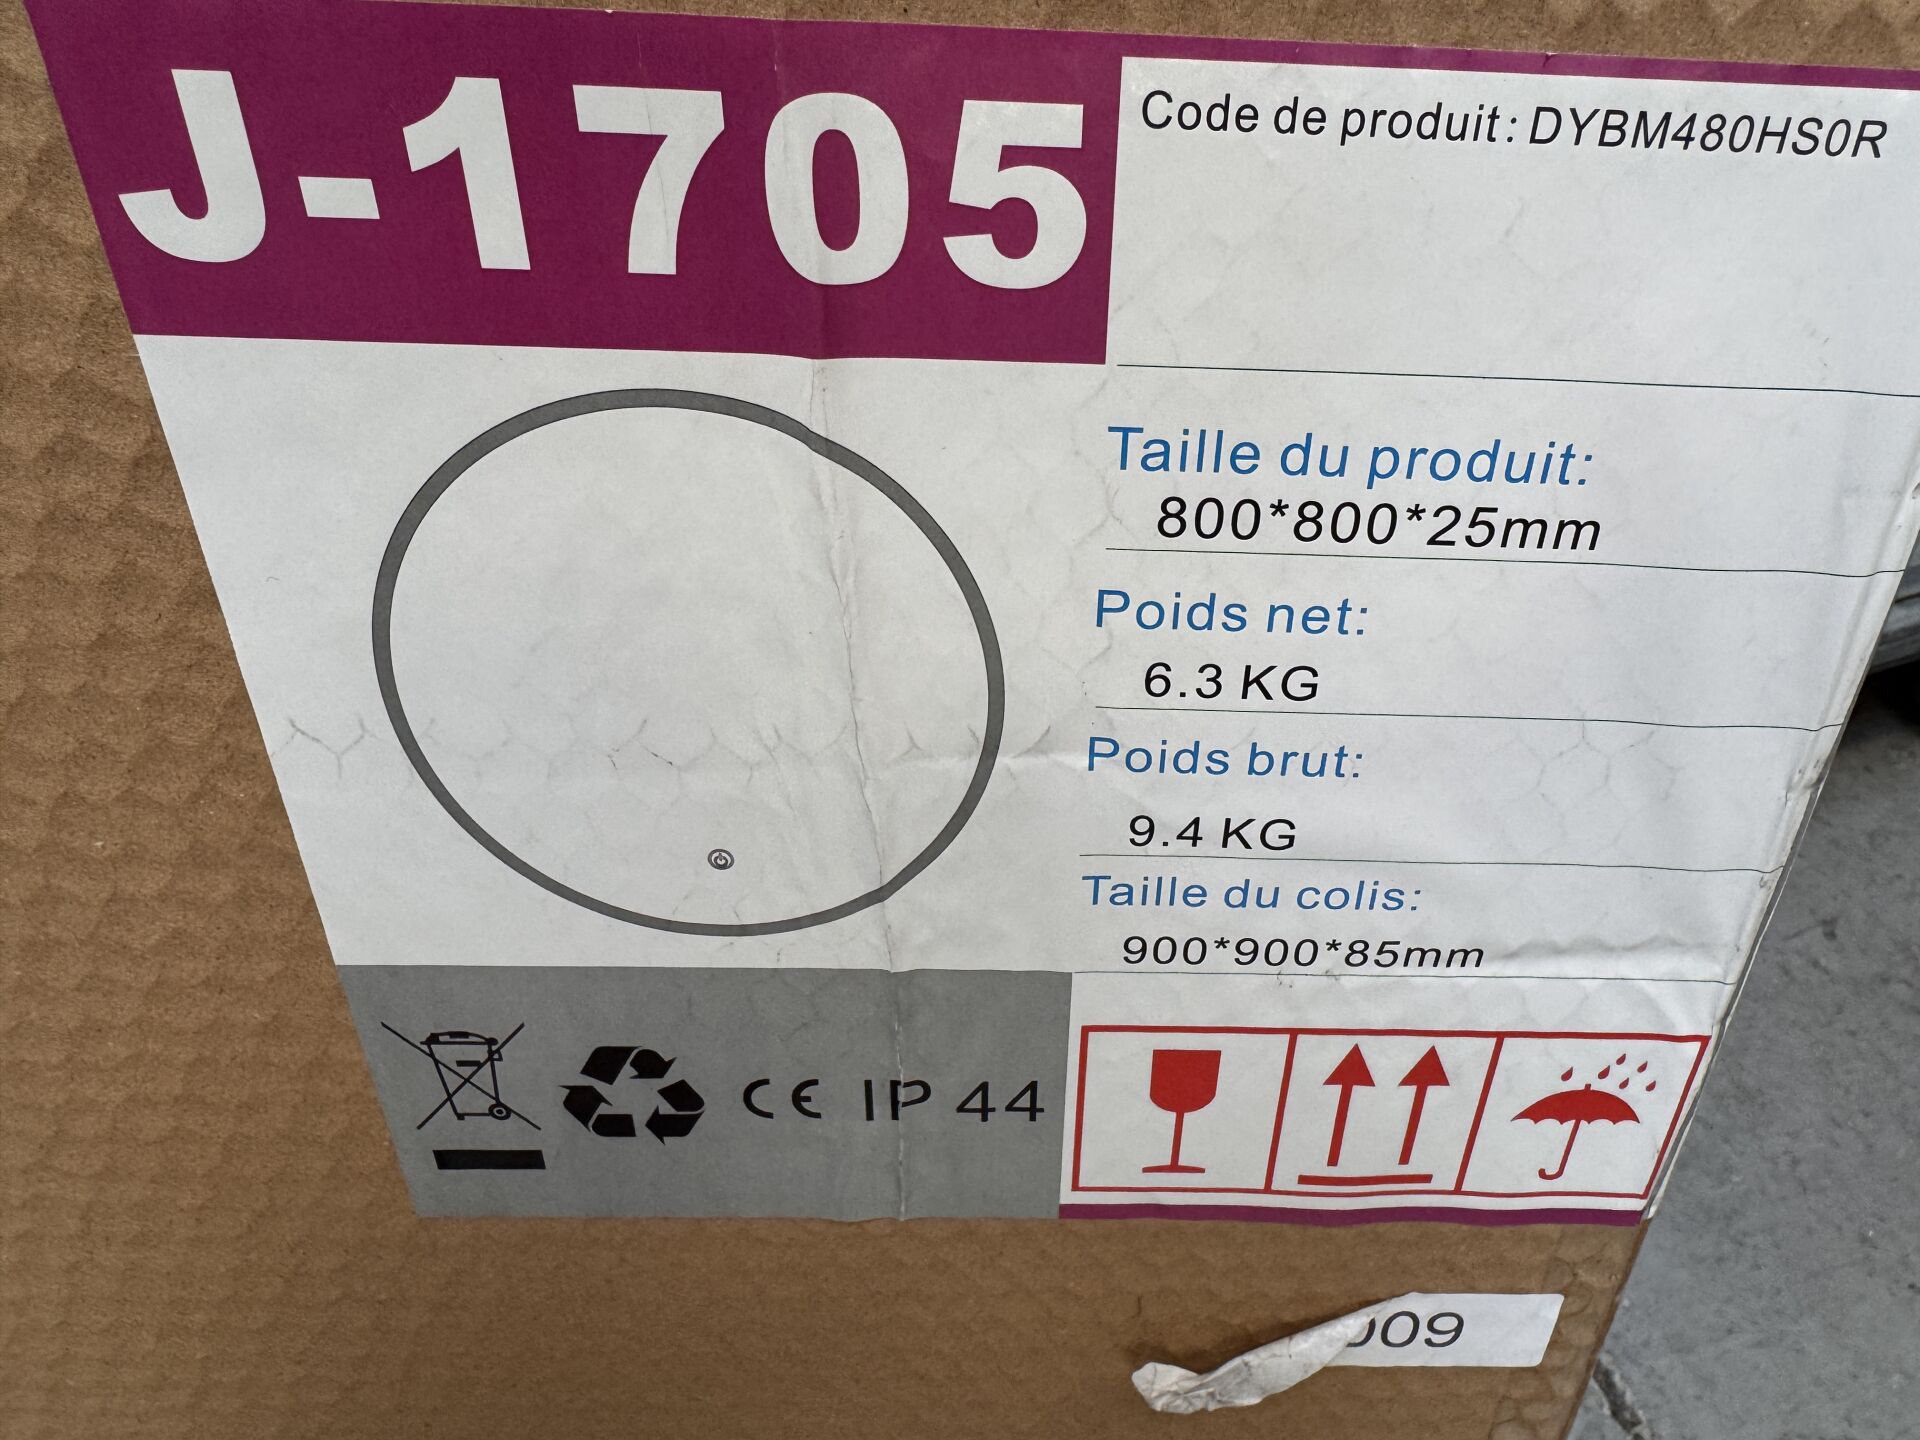 J-1705
Code de produit: DYBM480HS0R
Taille du produit:
800*800*25mm
Poids net:
6.3 KG
Poids brut:
9.4 KG
Taille du colis:
900*900*85mm
CE IP 44